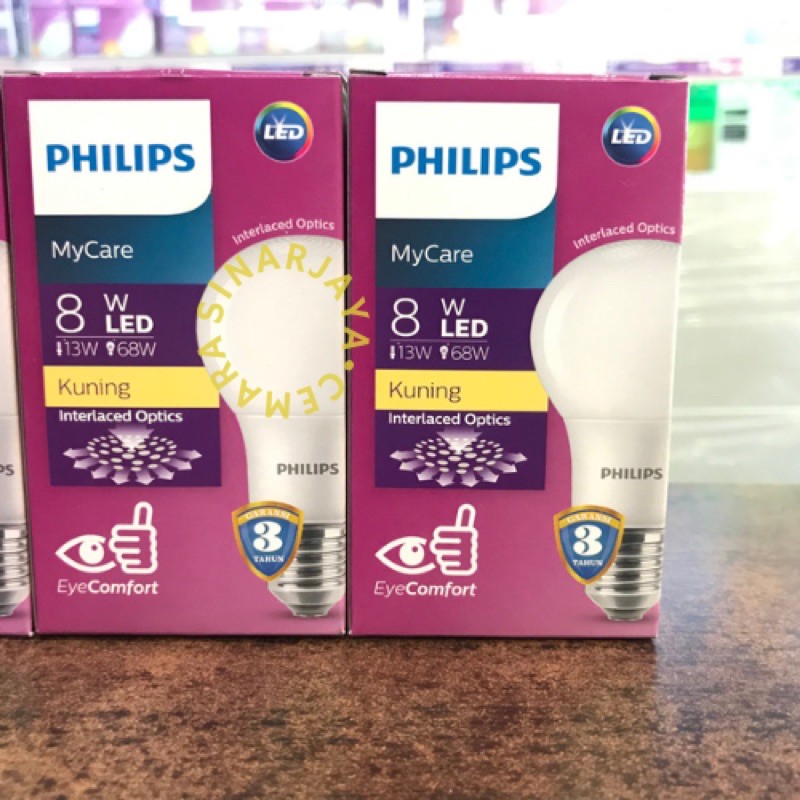 PHILIPS
LED
Interlaced Optics
MyCare
8 W LED
13W 68W
Kuning
Interlaced Optics
PHILIPS
GARANSI
3
TAHUN
EyeComfort
CEMARA SINARJAYA
PHILIPS
LED
Interlaced Optics
MyCare
8 W LED
13W 68W
Kuning
Interlaced Optics
PHILIPS
GARANSI
3
TAHUN
EyeComfort
PS